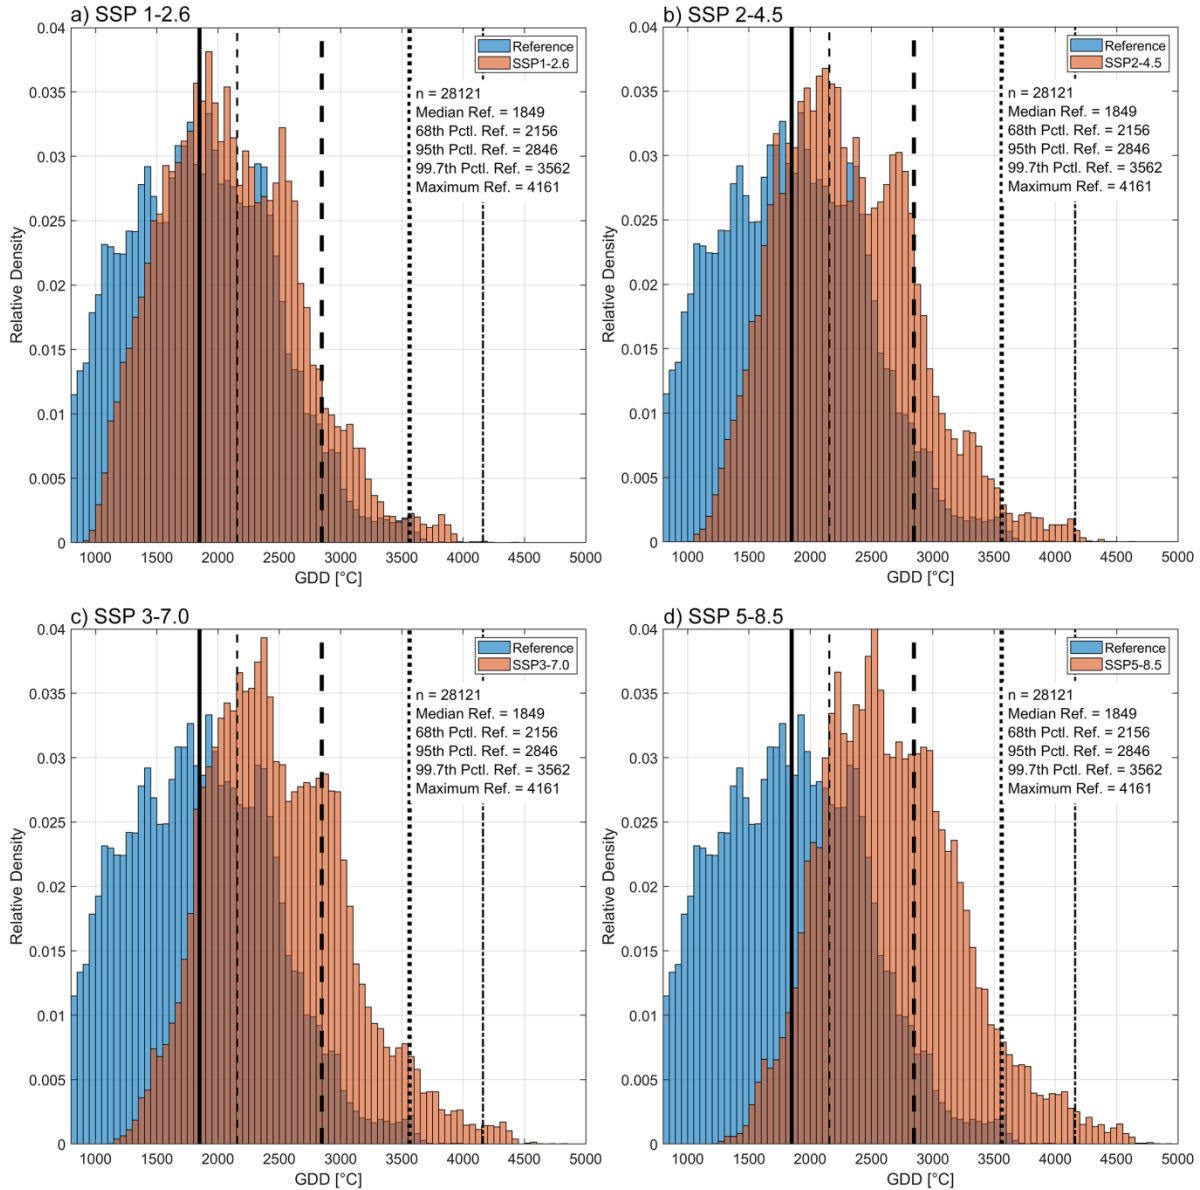 a) SSP 1-2.6
Reference
SSP1-2.6
n = 28121
Median Ref. = 1849
68th Pctl. Ref. = 2156
95th Pctl. Ref. = 2846
99.7th Pctl. Ref. = 3562
Maximum Ref. = 4161
0.04
0.035
0.03
0.025
0.02
0.015
0.01
0.005
0
Relative Density
1000 1500 2000 2500 3000 3500 4000 4500 5000
GDD [°C]
b) SSP 2-4.5
Reference
SSP2-4.5
n = 28121
Median Ref. = 1849
68th Pctl. Ref. = 2156
95th Pctl. Ref. = 2846
99.7th Pctl. Ref. = 3562
Maximum Ref. = 4161
0.04
0.035
0.03
0.025
0.02
0.015
0.01
0.005
0
Relative Density
1000 1500 2000 2500 3000 3500 4000 4500 5000
GDD [°C]
c) SSP 3-7.0
Reference
SSP3-7.0
n = 28121
Median Ref. = 1849
68th Pctl. Ref. = 2156
95th Pctl. Ref. = 2846
99.7th Pctl. Ref. = 3562
Maximum Ref. = 4161
0.04
0.035
0.03
0.025
0.02
0.015
0.01
0.005
0
Relative Density
1000 1500 2000 2500 3000 3500 4000 4500 5000
GDD [°C]
d) SSP 5-8.5
Reference
SSP5-8.5
n = 28121
Median Ref. = 1849
68th Pctl. Ref. = 2156
95th Pctl. Ref. = 2846
99.7th Pctl. Ref. = 3562
Maximum Ref. = 4161
0.04
0.035
0.03
0.025
0.02
0.015
0.01
0.005
0
Relative Density
1000 1500 2000 2500 3000 3500 4000 4500 5000
GDD [°C]